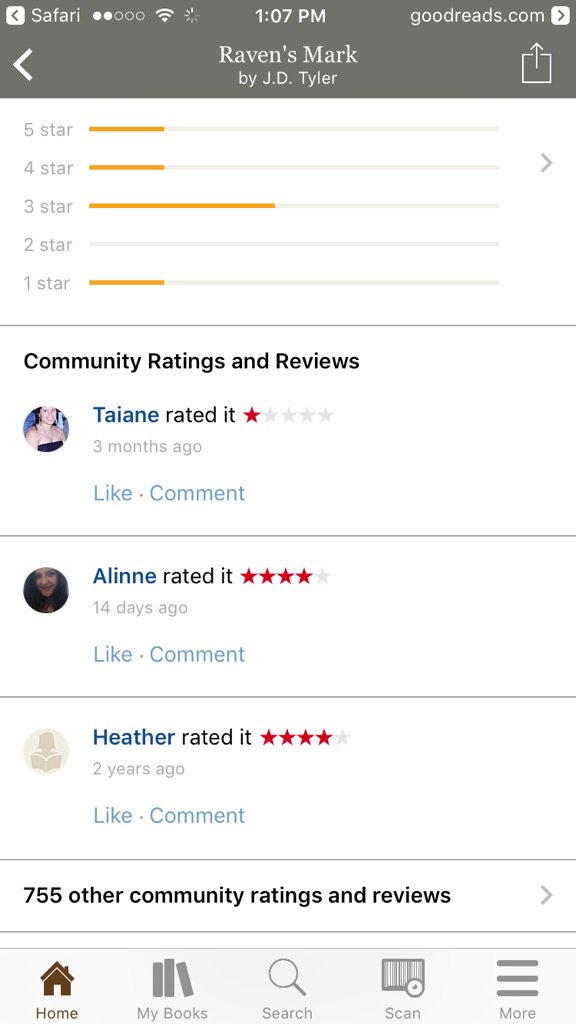 Safari 1:07 PM goodreads.com
Raven's Mark
by J.D. Tyler
5 star
4 star
3 star
2 star
1 star
Community Ratings and Reviews
Taiane rated it
3 months ago
Like · Comment
Alinne rated it
14 days ago
Like · Comment
Heather rated it
2 years ago
Like · Comment
755 other community ratings and reviews
Home My Books Search Scan More